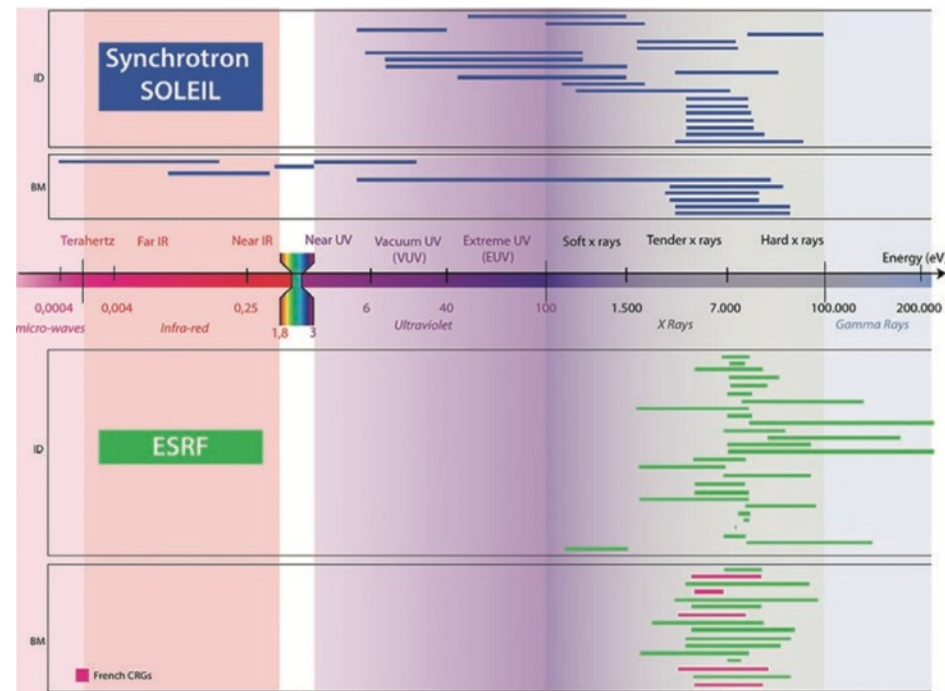 Synchrotron
SOLEIL
ID
BM
Terahertz Far IR Near IR Near UV Vacuum UV Extreme UV Soft x rays Tender x rays Hard x rays
(VUV) (EUV)
Energy (eV)
0,0004 0,004 0,25 6 40 100 1.500 7.000 100.000 200.000
micro-waves Infra-red 1,8 3 Ultraviolet X Rays Gamma Rays
ESRF
ID
BM
French CRGs